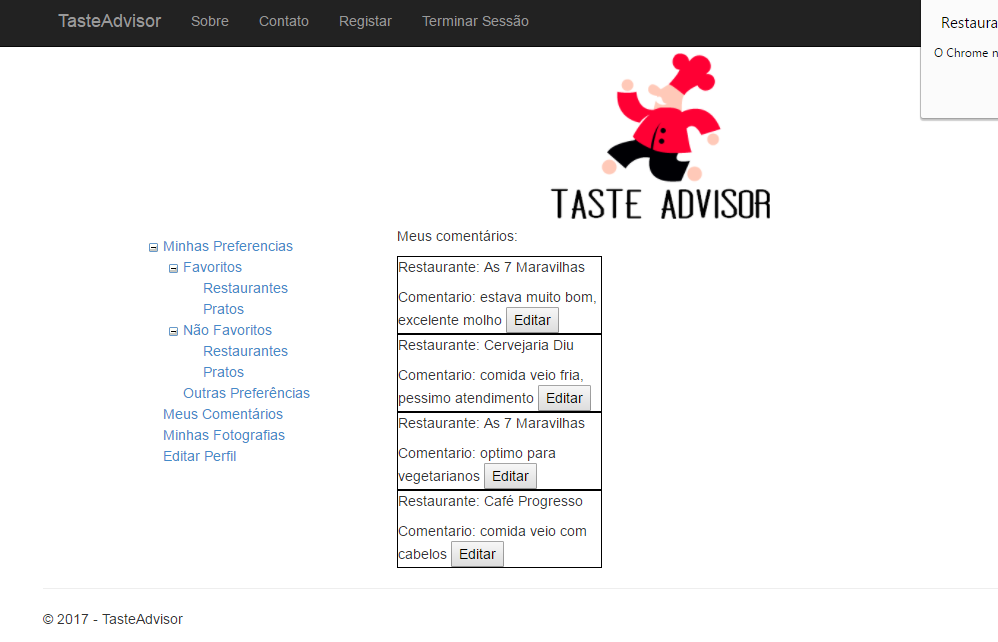 TasteAdvisor Sobre Contato Registar Terminar Sessão
Restaura
O Chrome n
TASTE ADVISOR
Minhas Preferencias
Favoritos
Restaurantes
Pratos
Não Favoritos
Restaurantes
Pratos
Outras Preferências
Meus Comentários
Minhas Fotografias
Editar Perfil
Meus comentários:
Restaurante: As 7 Maravilhas
Comentario: estava muito bom,
excelente molho Editar
Restaurante: Cervejaria Diu
Comentario: comida veio fria,
pessimo atendimento Editar
Restaurante: As 7 Maravilhas
Comentario: optimo para
vegetarianos Editar
Restaurante: Café Progresso
Comentario: comida veio com
cabelos Editar
© 2017 - TasteAdvisor